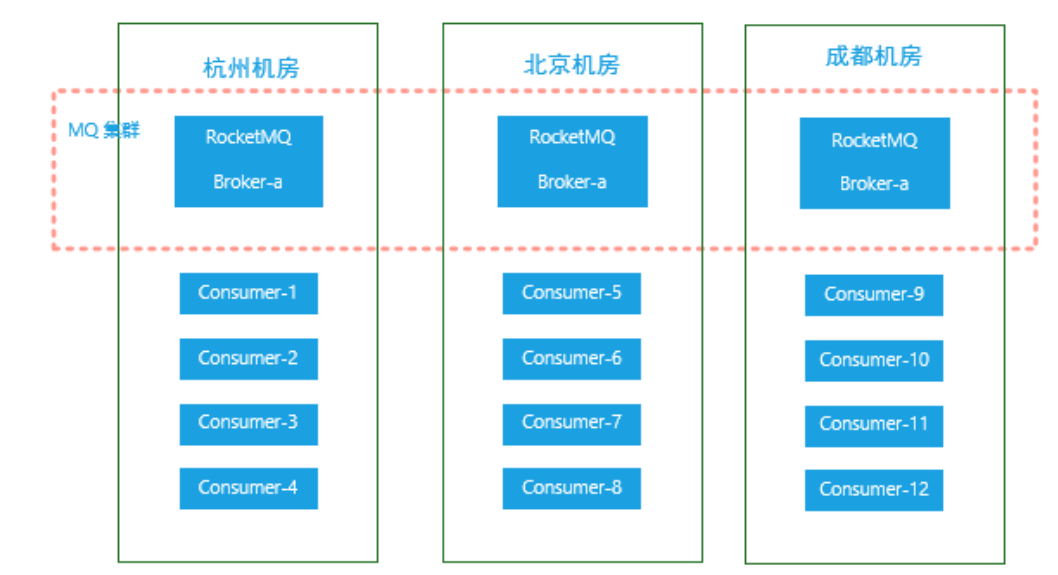 杭州机房
北京机房
成都机房
MQ 集群
RocketMQ
Broker-a
RocketMQ
Broker-a
RocketMQ
Broker-a
Consumer-1
Consumer-5
Consumer-9
Consumer-2
Consumer-6
Consumer-10
Consumer-3
Consumer-7
Consumer-11
Consumer-4
Consumer-8
Consumer-12